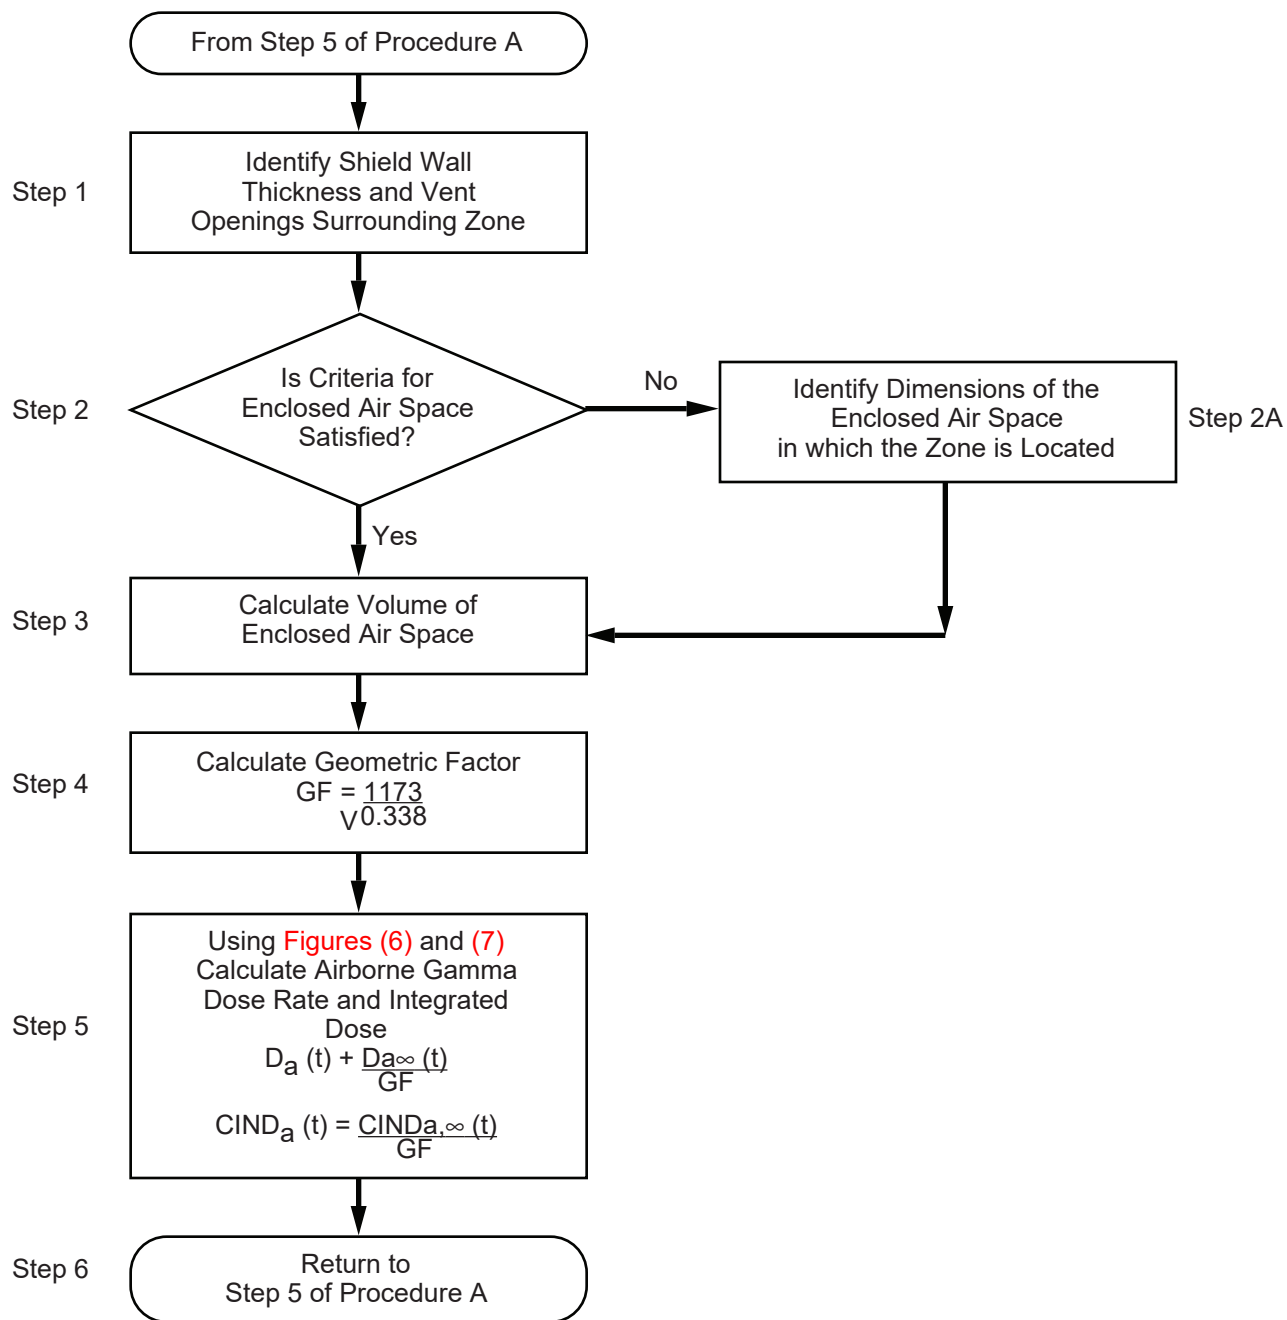 From Step 5 of Procedure A
Step 1
Identify Shield Wall
Thickness and Vent
Openings Surrounding Zone
Step 2
Is Criteria for
Enclosed Air Space
Satisfied?
No
Yes
Identify Dimensions of the
Enclosed Air Space
in which the Zone is Located
Step 2A
Step 3
Calculate Volume of
Enclosed Air Space
Step 4
Calculate Geometric Factor
GF = 1173
V0.338
Step 5
Using Figures (6) and (7)
Calculate Airborne Gamma
Dose Rate and Integrated
Dose
Da (t) + Da∞ (t)
GF
CINDa (t) = CINDa,∞ (t)
GF
Step 6
Return to
Step 5 of Procedure A